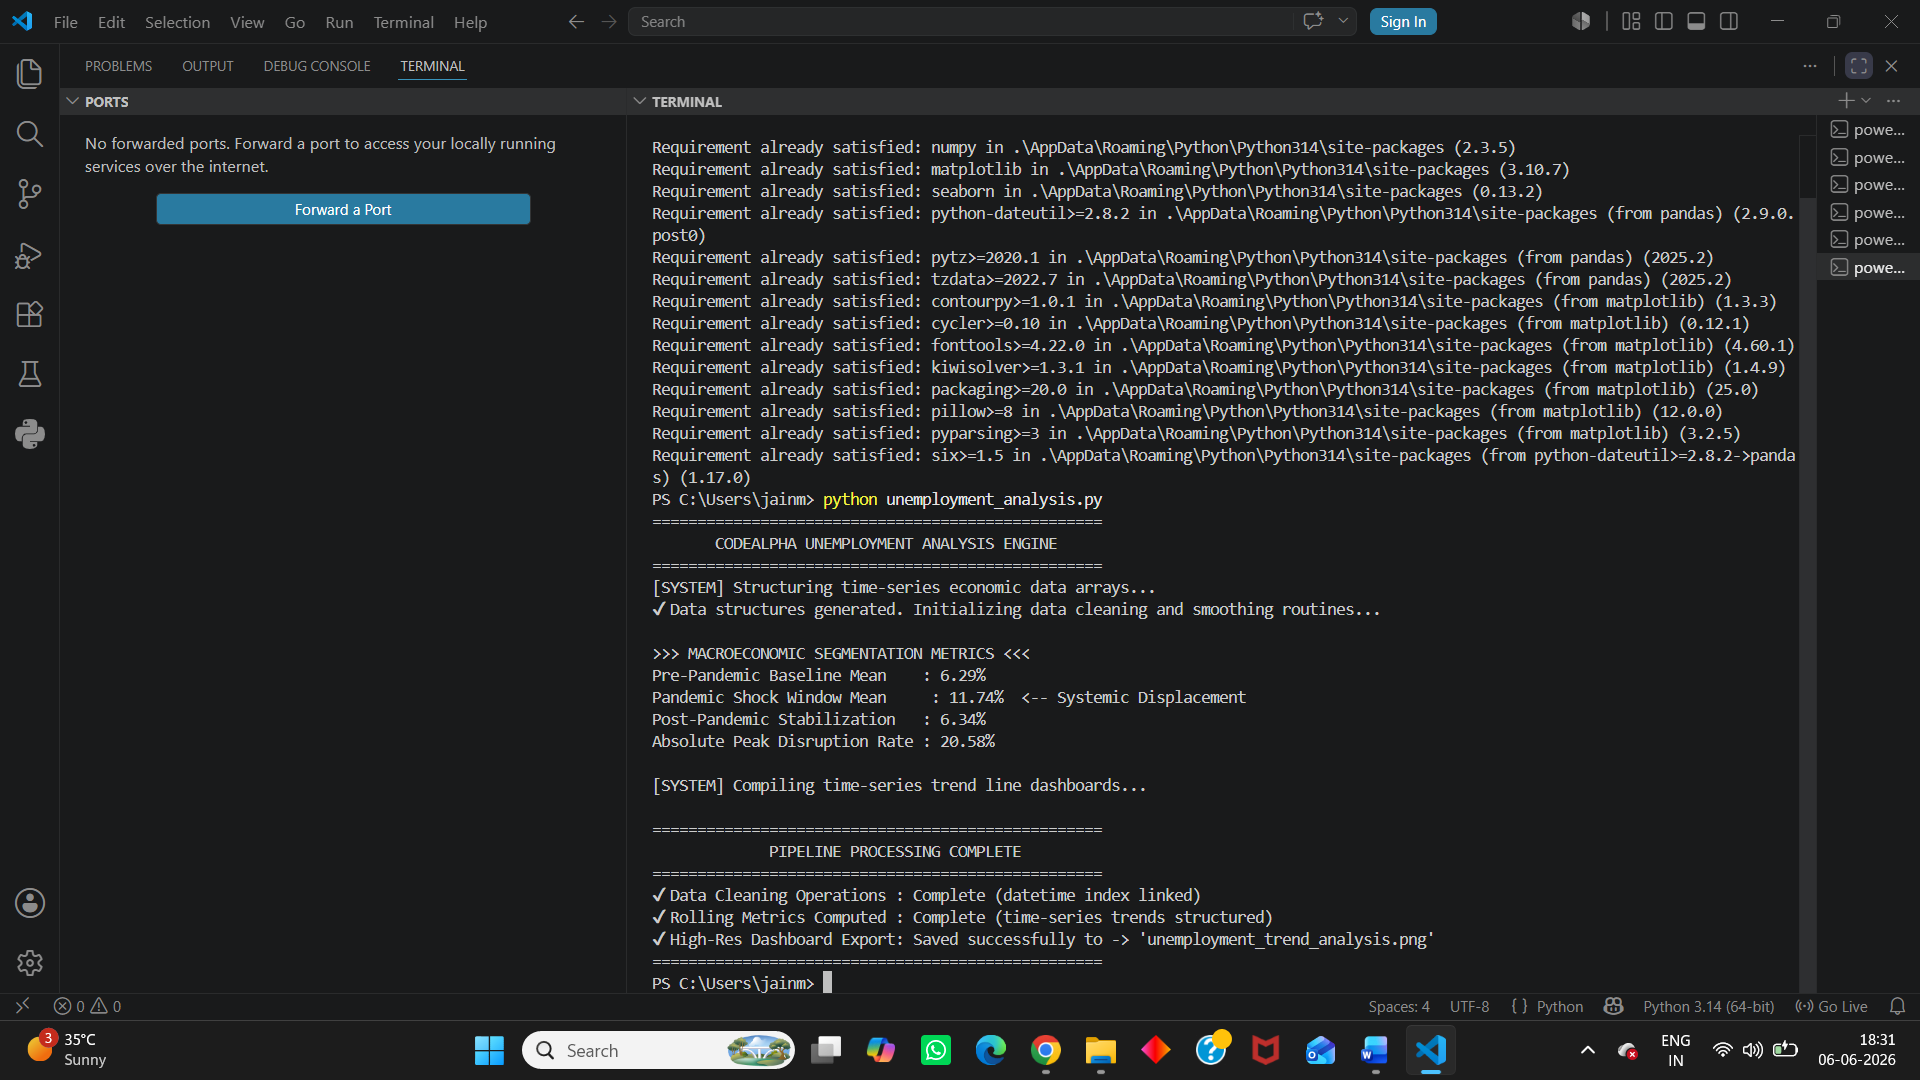 File Edit Selection View Go Run Terminal Help
Search
Sign In
PROBLEMS OUTPUT DEBUG CONSOLE TERMINAL
PORTS
No forwarded ports. Forward a port to access your locally running
services over the internet.
Forward a Port
TERMINAL
Requirement already satisfied: numpy in .\AppData\Roaming\Python\Python314\site-packages (2.3.5)
Requirement already satisfied: matplotlib in .\AppData\Roaming\Python\Python314\site-packages (3.10.7)
Requirement already satisfied: seaborn in .\AppData\Roaming\Python\Python314\site-packages (0.13.2)
Requirement already satisfied: python-dateutil>=2.8.2 in .\AppData\Roaming\Python\Python314\site-packages (from pandas) (2.9.0.
post0)
Requirement already satisfied: pytz>=2020.1 in .\AppData\Roaming\Python\Python314\site-packages (from pandas) (2025.2)
Requirement already satisfied: tzdata>=2022.7 in .\AppData\Roaming\Python\Python314\site-packages (from pandas) (2025.2)
Requirement already satisfied: contourpy>=1.0.1 in .\AppData\Roaming\Python\Python314\site-packages (from matplotlib) (1.3.3)
Requirement already satisfied: cycler>=0.10 in .\AppData\Roaming\Python\Python314\site-packages (from matplotlib) (0.12.1)
Requirement already satisfied: fonttools>=4.22.0 in .\AppData\Roaming\Python\Python314\site-packages (from matplotlib) (4.60.1)
Requirement already satisfied: kiwisolver>=1.3.1 in .\AppData\Roaming\Python\Python314\site-packages (from matplotlib) (1.4.9)
Requirement already satisfied: packaging>=20.0 in .\AppData\Roaming\Python\Python314\site-packages (from matplotlib) (25.0)
Requirement already satisfied: pillow>=8 in .\AppData\Roaming\Python\Python314\site-packages (from matplotlib) (12.0.0)
Requirement already satisfied: pyparsing>=3 in .\AppData\Roaming\Python\Python314\site-packages (from matplotlib) (3.2.5)
Requirement already satisfied: six>=1.5 in .\AppData\Roaming\Python\Python314\site-packages (from python-dateutil>=2.8.2->panda
s) (1.17.0)
PS C:\Users\jainm> python unemployment_analysis.py
==================================================
CODEALPHA UNEMPLOYMENT ANALYSIS ENGINE
==================================================
[SYSTEM] Structuring time-series economic data arrays...
✓ Data structures generated. Initializing data cleaning and smoothing routines...
>>> MACROECONOMIC SEGMENTATION METRICS <<<
Pre-Pandemic Baseline Mean : 6.29%
Pandemic Shock Window Mean : 11.74% <-- Systemic Displacement
Post-Pandemic Stabilization : 6.34%
Absolute Peak Disruption Rate : 20.58%
[SYSTEM] Compiling time-series trend line dashboards...
==================================================
PIPELINE PROCESSING COMPLETE
==================================================
✓ Data Cleaning Operations : Complete (datetime index linked)
✓ Rolling Metrics Computed : Complete (time-series trends structured)
✓ High-Res Dashboard Export: Saved successfully to -> 'unemployment_trend_analysis.png'
==================================================
PS C:\Users\jainm>
powe...
powe...
powe...
powe...
powe...
powe...
0 0
Spaces: 4 UTF-8 { } Python Python 3.14 (64-bit) Go Live
3
35°C
Sunny
Search
ENG
IN
18:31
06-06-2026